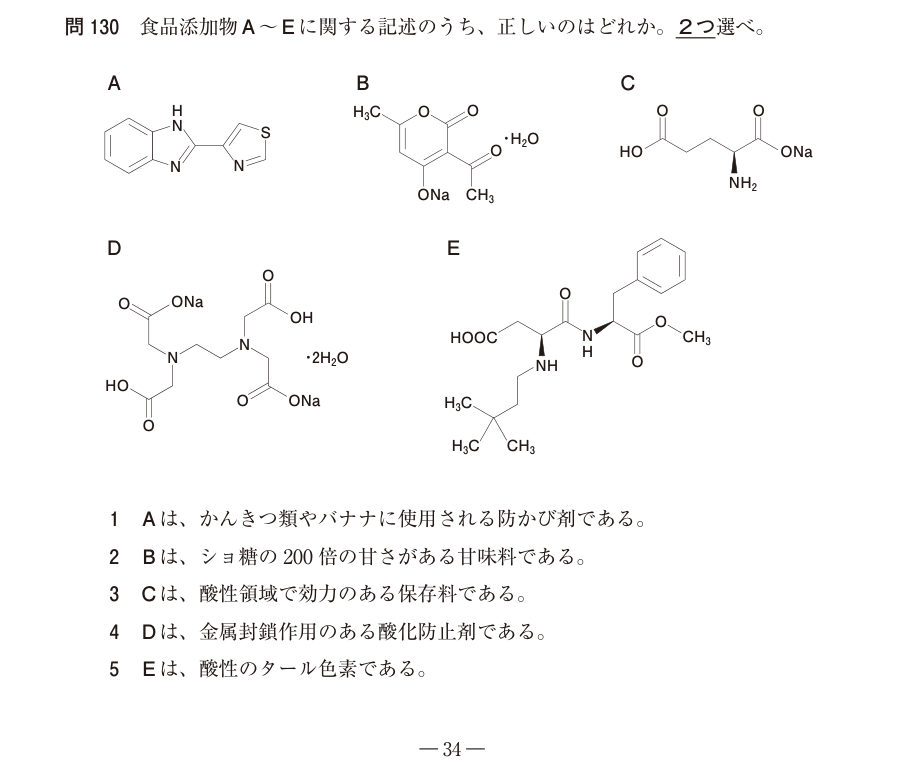 問 130 食品添加物A~Eに関する記述のうち、正しいのはどれか。2つ選べ。
A B C
H
N
N
N
S
H₃C
O
O
O
・H₂O
ONa
CH₃
O
O
HO
ONa
NH₂
D E
O
ONa
O
OH
N
N
・2H₂O
HO
O
O
ONa
O
HOOC
N
H
O
CH₃
O
NH
H₃C
H₃C
CH₃
1 Aは、かんきつ類やバナナに使用される防かび剤である。
2 Bは、ショ糖の 200 倍の甘さがある甘味料である。
3 Cは、酸性領域で効力のある保存料である。
4 Dは、金属封鎖作用のある酸化防止剤である。
5 Eは、酸性のタール色素である。
— 34 —